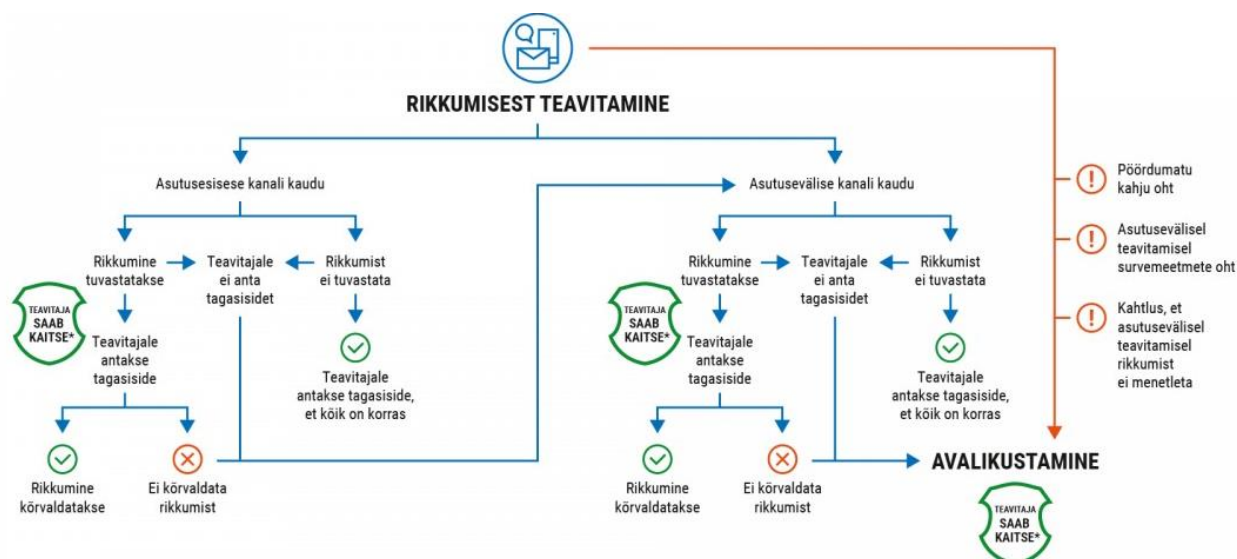 RIKKUMISEST TEAVITAMINE
Asutusesisese kanali kaudu
Rikkumine
tuvastatakse
Teavitajale
ei anta
tagasisidet
Rikkumist
ei tuvastata
TEAVITAJA
SAAB
KAITSE*
Teavitajale
antakse
tagasiside
Teavitajale
antakse tagasiside,
et kõik on korras
Rikkumine
kõrvaldatakse
Ei kõrvaldata
rikkumist
Asutusevälise kanali kaudu
Rikkumine
tuvastatakse
Teavitajale
ei anta
tagasisidet
Rikkumist
ei tuvastata
TEAVITAJA
SAAB
KAITSE*
Teavitajale
antakse
tagasiside
Teavitajale
antakse tagasiside,
et kõik on korras
Rikkumine
kõrvaldatakse
Ei kõrvaldata
rikkumist
Pöördumatu
kahju oht
Asutusevälisel
teavitamisel
survemeetmete oht
Kahtlus, et
asutusevälisel
teavitamisel
rikkumist
ei menetleta
AVALIKUSTAMINE
TEAVITAJA
SAAB
KAITSE*